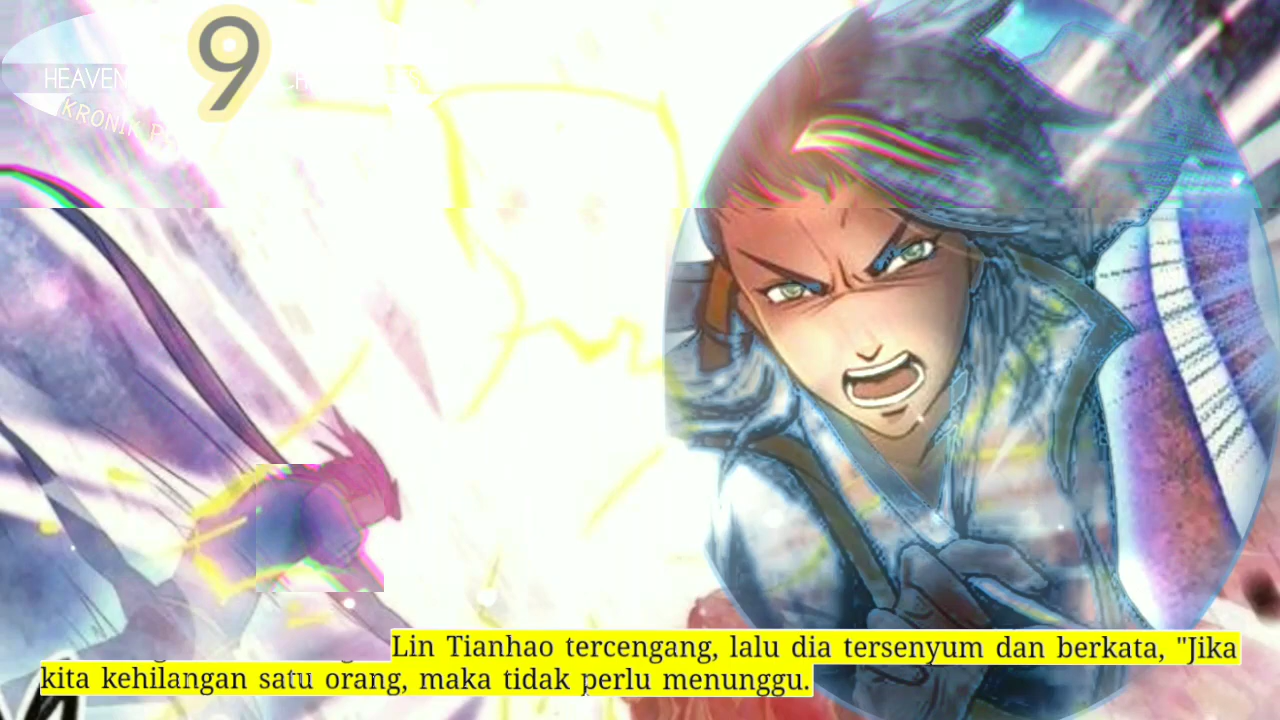 9
HEAVEN
KRONIK
Lin Tianhao tercengang, lalu dia tersenyum dan berkata, "Jika
kita kehilangan satu orang, maka tidak perlu menunggu.